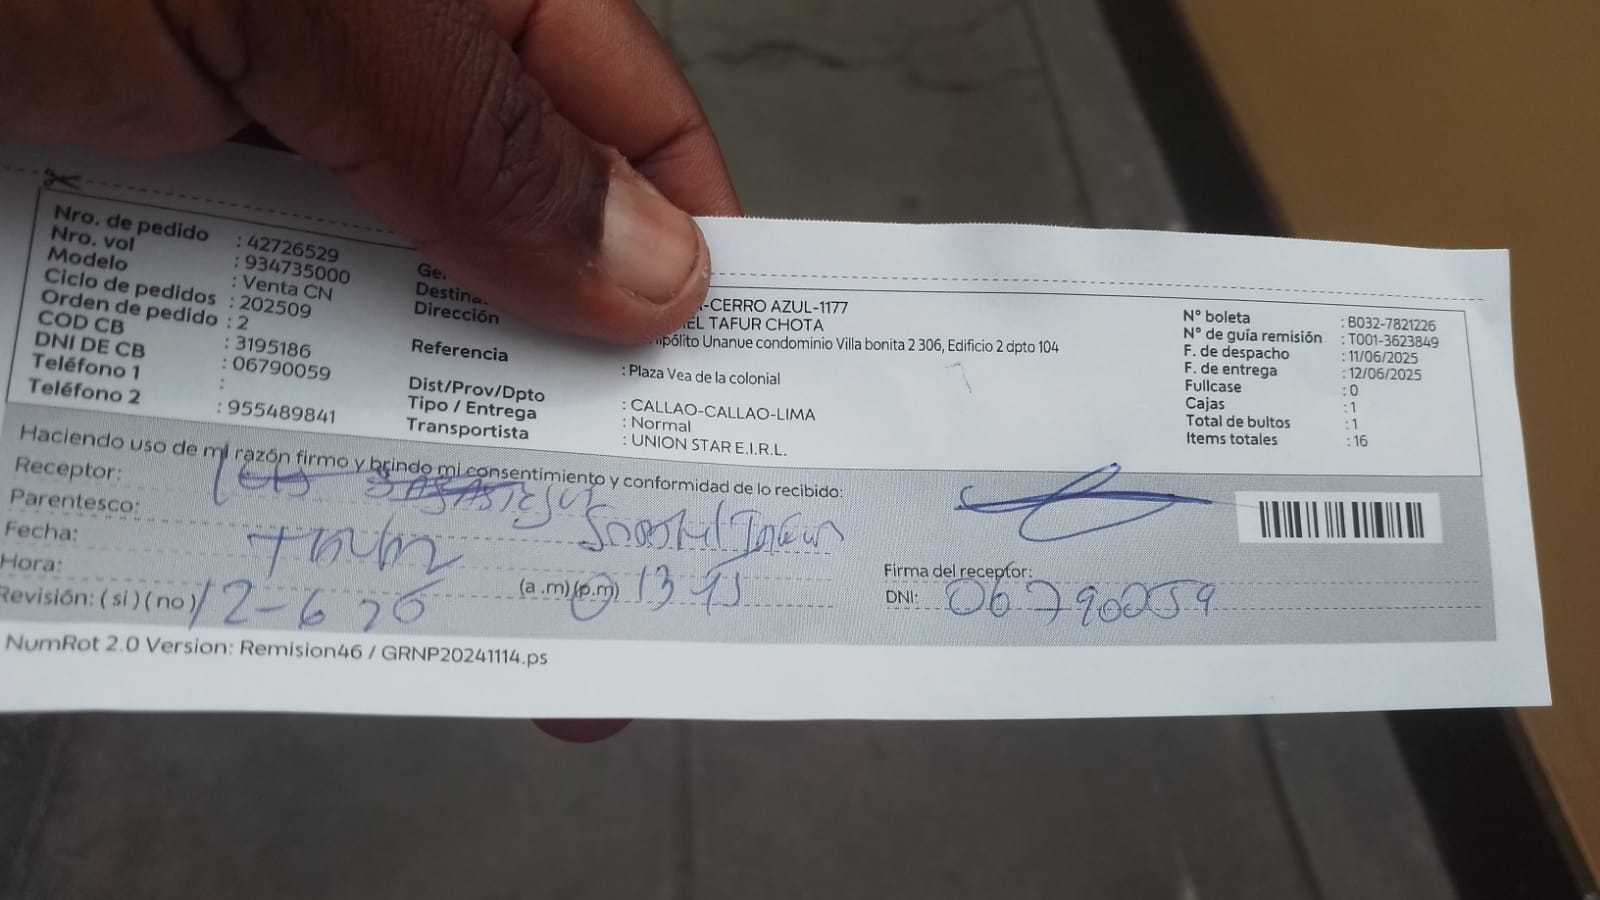 Nro. de pedido : 42726529
Nro. vol : 934735000
Modelo : Venta CN
Ciclo de pedidos : 202509
Orden de pedido : 2
COD CB : 3195186
DNI DE CB : 06790059
Teléfono 1 :
Teléfono 2 : 955489841
-CERRO AZUL-1177
Destina
EL TAFUR CHOTA
Dirección
Unanue condominio Villa bonita 2 306, Edificio 2 dpto 104
Referencia : Plaza Vea de la colonial
Dist/Prov/Dpto : CALLAO-CALLAO-LIMA
Tipo / Entrega : Normal
Transportista : UNION STAR E.I.R.L.
N° boleta : B032-7821226
N° de guía remisión : T001-3623849
F. de despacho : 11/06/2025
F. de entrega : 12/06/2025
Fullcase : 0
Cajas : 1
Total de bultos : 1
Items totales : 16
Haciendo uso de mi razón firmo y brindo mi consentimiento y conformidad de lo recibido:
Receptor:
Parentesco:
Fecha:
Hora: (a.m)(p.m)
Revisión: (si) (no)
Firma del receptor:
DNI: 06790059
NumRot 2.0 Version: Remision46 / GRNP20241114.ps